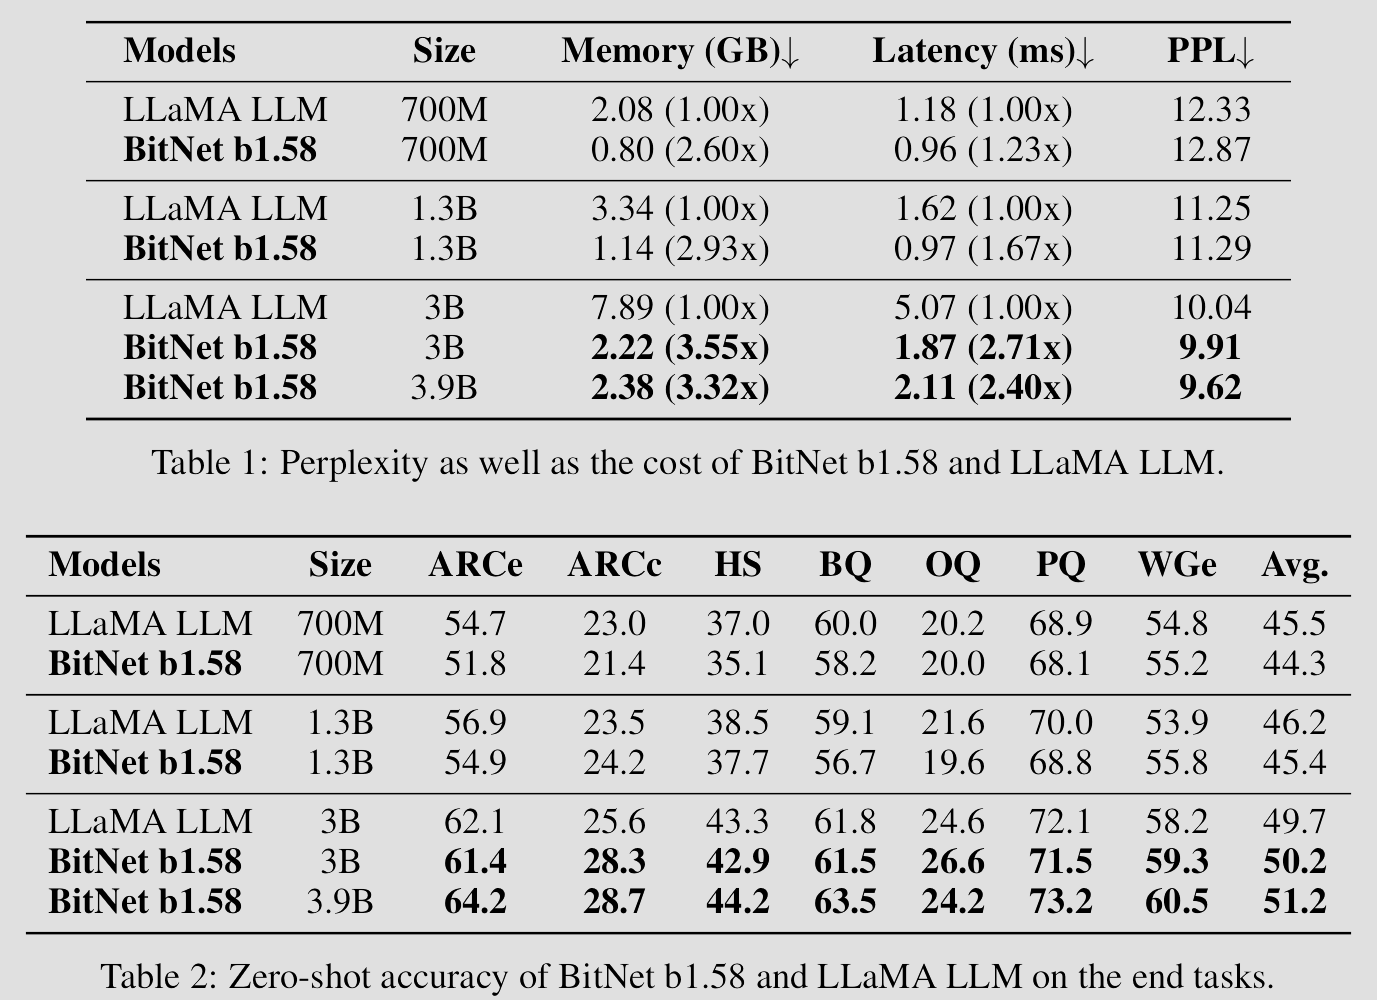 Models Size Memory (GB)↓ Latency (ms)↓ PPL↓
LLaMA LLM 700M 2.08 (1.00x) 1.18 (1.00x) 12.33
BitNet b1.58 700M 0.80 (2.60x) 0.96 (1.23x) 12.87
LLaMA LLM 1.3B 3.34 (1.00x) 1.62 (1.00x) 11.25
BitNet b1.58 1.3B 1.14 (2.93x) 0.97 (1.67x) 11.29
LLaMA LLM 3B 7.89 (1.00x) 5.07 (1.00x) 10.04
BitNet b1.58 3B 2.22 (3.55x) 1.87 (2.71x) 9.91
BitNet b1.58 3.9B 2.38 (3.32x) 2.11 (2.40x) 9.62
Table 1: Perplexity as well as the cost of BitNet b1.58 and LLaMA LLM.
Models Size ARCe ARCc HS BQ OQ PQ WGe Avg.
LLaMA LLM 700M 54.7 23.0 37.0 60.0 20.2 68.9 54.8 45.5
BitNet b1.58 700M 51.8 21.4 35.1 58.2 20.0 68.1 55.2 44.3
LLaMA LLM 1.3B 56.9 23.5 38.5 59.1 21.6 70.0 53.9 46.2
BitNet b1.58 1.3B 54.9 24.2 37.7 56.7 19.6 68.8 55.8 45.4
LLaMA LLM 3B 62.1 25.6 43.3 61.8 24.6 72.1 58.2 49.7
BitNet b1.58 3B 61.4 28.3 42.9 61.5 26.6 71.5 59.3 50.2
BitNet b1.58 3.9B 64.2 28.7 44.2 63.5 24.2 73.2 60.5 51.2
Table 2: Zero-shot accuracy of BitNet b1.58 and LLaMA LLM on the end tasks.